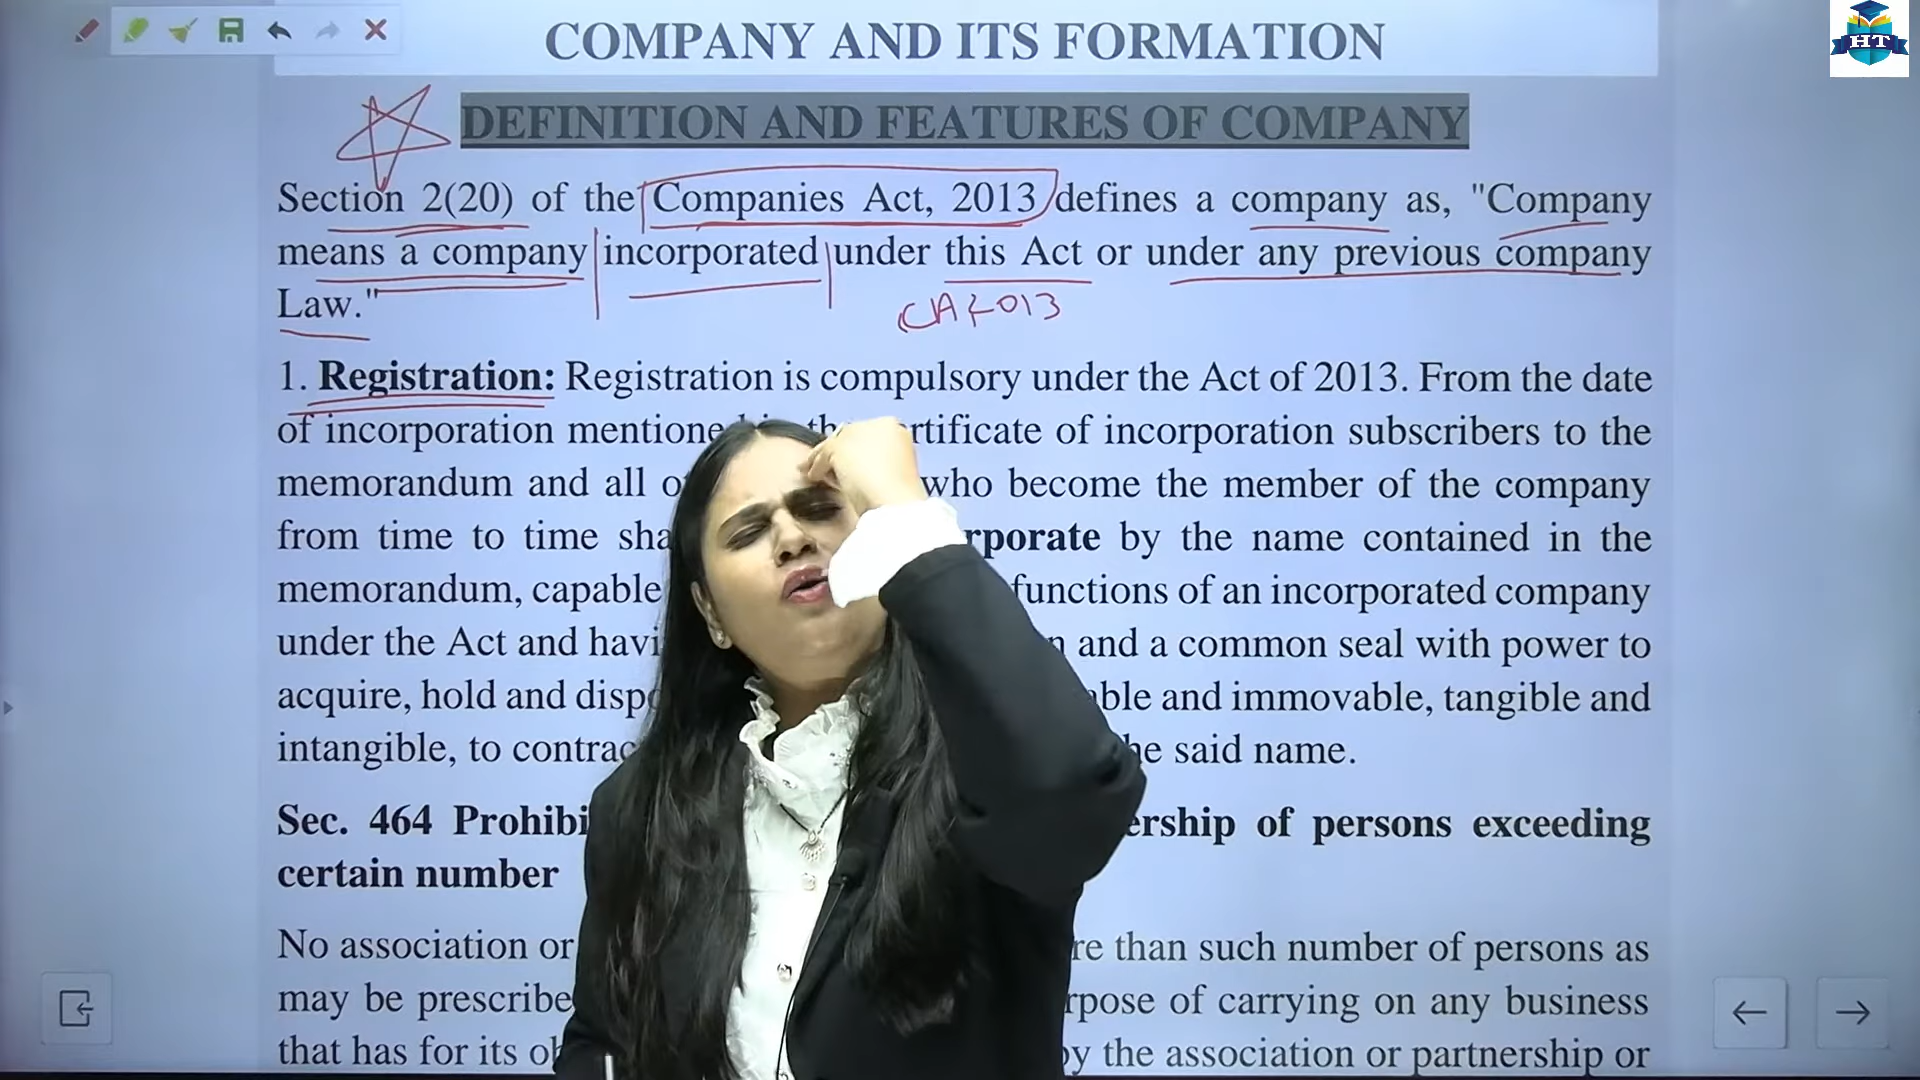 HT
COMPANY AND ITS FORMATION
DEFINITION AND FEATURES OF COMPANY
Section 2(20) of the Companies Act, 2013 defines a company as, "Company
means a company incorporated under this Act or under any previous company
Law."
CA 2013
1. Registration: Registration is compulsory under the Act of 2013. From the date
of incorporation mentione the rtificate of incorporation subscribers to the
memorandum and all o who become the member of the company
from time to time sha rporate by the name contained in the
memorandum, capable functions of an incorporated company
under the Act and havi and a common seal with power to
acquire, hold and disp ble and immovable, tangible and
intangible, to contrac he said name.
Sec. 464 Prohibi ership of persons exceeding
certain number
No association or re than such number of persons as
may be prescribe rpose of carrying on any business
that has for its ob by the association or partnership or